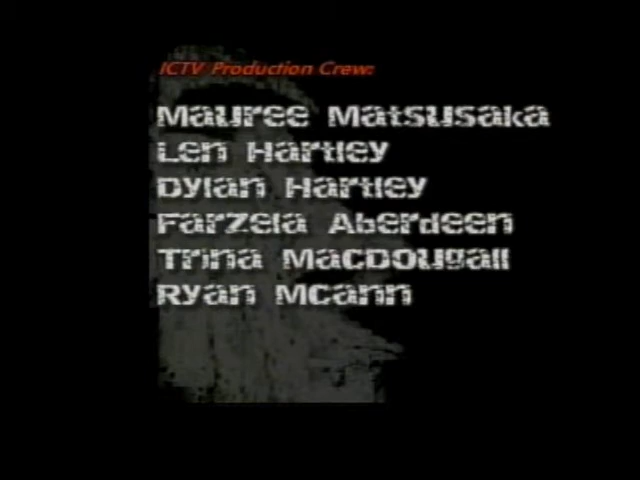 ICTV Production Crew:
Mauree Matsusaka
Len Hartley
Dylan Hartley
Farzela Aberdeen
Trina MacDougall
Ryan McAnn